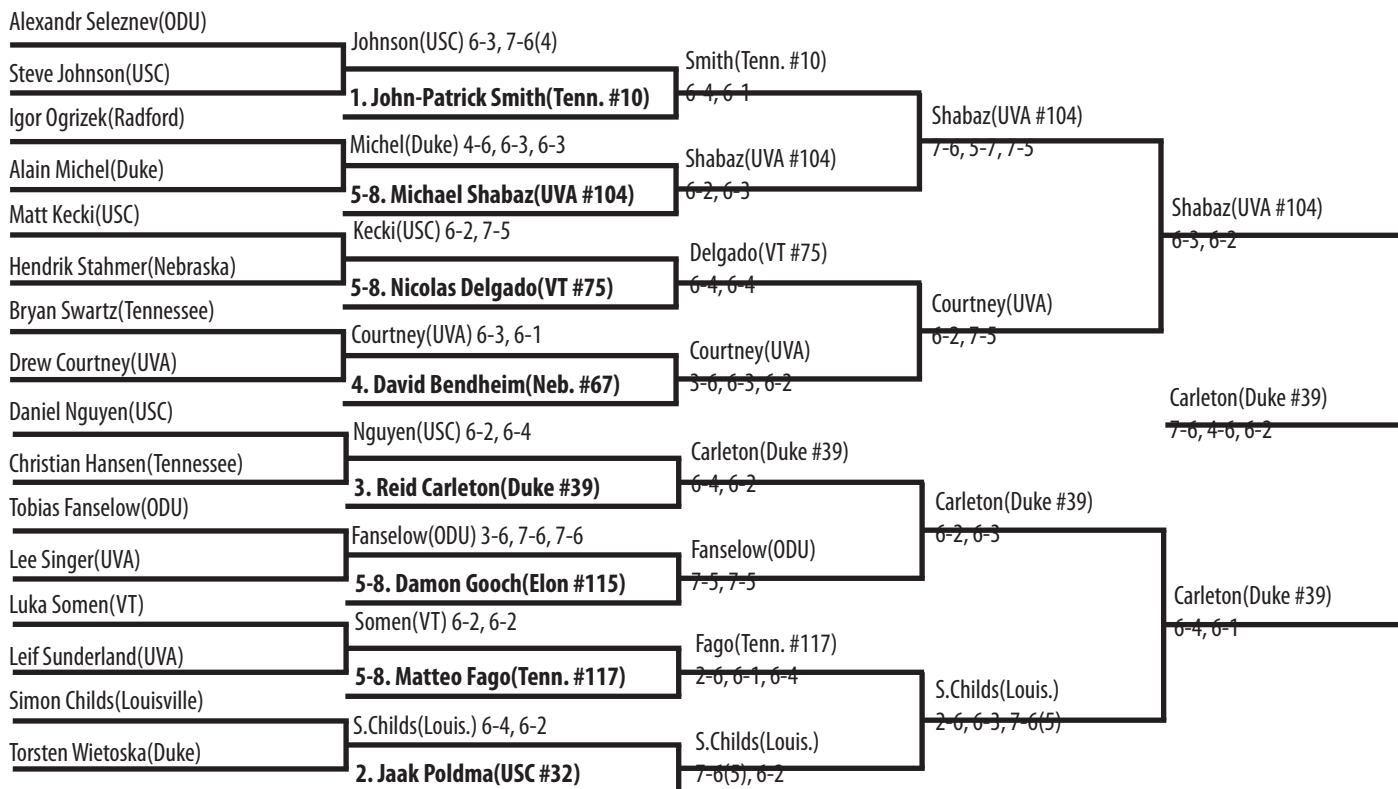 Alexandr Seleznev(ODU)
Steve Johnson(USC)
Igor Ogrizek(Radford)
Alain Michel(Duke)
Matt Kecki(USC)
Hendrik Stahmer(Nebraska)
Bryan Swartz(Tennessee)
Drew Courtney(UVA)
Daniel Nguyen(USC)
Christian Hansen(Tennessee)
Tobias Fanselow(ODU)
Lee Singer(UVA)
Luka Somen(VT)
Leif Sunderland(UVA)
Simon Childs(Louisville)
Torsten Wietoska(Duke)
Johnson(USC) 6-3, 7-6(4)
1. John-Patrick Smith(Tenn. #10)
Michel(Duke) 4-6, 6-3, 6-3
5-8. Michael Shabaz(UVA #104)
Kecki(USC) 6-2, 7-5
5-8. Nicolas Delgado(VT #75)
Courtney(UVA) 6-3, 6-1
4. David Bendheim(Neb. #67)
Nguyen(USC) 6-2, 6-4
3. Reid Carleton(Duke #39)
Fanselow(ODU) 3-6, 7-6, 7-6
5-8. Damon Gooch(Elon #115)
Somen(VT) 6-2, 6-2
5-8. Matteo Fago(Tenn. #117)
S.Childs(Louis.) 6-4, 6-2
2. Jaak Poldma(USC #32)
Smith(Tenn. #10)
6-4, 6-1
Shabaz(UVA #104)
6-2, 6-3
Delgado(VT #75)
6-4, 6-4
Courtney(UVA)
3-6, 6-3, 6-2
Carleton(Duke #39)
6-4, 6-2
Fanselow(ODU)
7-5, 7-5
Fago(Tenn. #117)
2-6, 6-1, 6-4
S.Childs(Louis.)
7-6(5), 6-2
Shabaz(UVA #104)
7-6, 5-7, 7-5
Courtney(UVA)
6-2, 7-5
Carleton(Duke #39)
6-2, 6-3
S.Childs(Louis.)
2-6, 6-3, 7-6(5)
Shabaz(UVA #104)
6-3, 6-2
Carleton(Duke #39)
7-6, 4-6, 6-2
Carleton(Duke #39)
6-4, 6-1